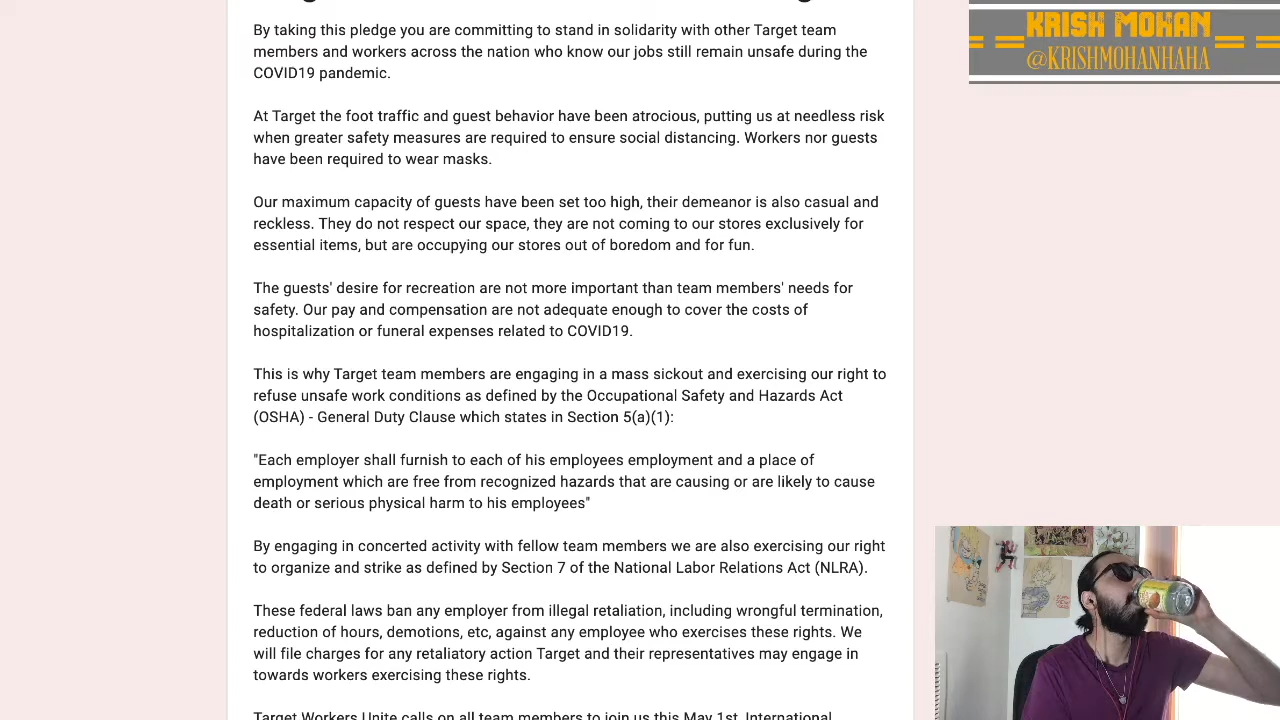 KRISH MOHAN
@KRISHMOHANHAHA
By taking this pledge you are committing to stand in solidarity with other Target team
members and workers across the nation who know our jobs still remain unsafe during the
COVID19 pandemic.
At Target the foot traffic and guest behavior have been atrocious, putting us at needless risk
when greater safety measures are required to ensure social distancing. Workers nor guests
have been required to wear masks.
Our maximum capacity of guests have been set too high, their demeanor is also casual and
reckless. They do not respect our space, they are not coming to our stores exclusively for
essential items, but are occupying our stores out of boredom and for fun.
The guests' desire for recreation are not more important than team members' needs for
safety. Our pay and compensation are not adequate enough to cover the costs of
hospitalization or funeral expenses related to COVID19.
This is why Target team members are engaging in a mass sickout and exercising our right to
refuse unsafe work conditions as defined by the Occupational Safety and Hazards Act
(OSHA) - General Duty Clause which states in Section 5(a)(1):
"Each employer shall furnish to each of his employees employment and a place of
employment which are free from recognized hazards that are causing or are likely to cause
death or serious physical harm to his employees"
By engaging in concerted activity with fellow team members we are also exercising our right
to organize and strike as defined by Section 7 of the National Labor Relations Act (NLRA).
These federal laws ban any employer from illegal retaliation, including wrongful termination,
reduction of hours, demotions, etc, against any employee who exercises these rights. We
will file charges for any retaliatory action Target and their representatives may engage in
towards workers exercising these rights.
Target Workers Unite calls on all team members to join us this May 1st, International